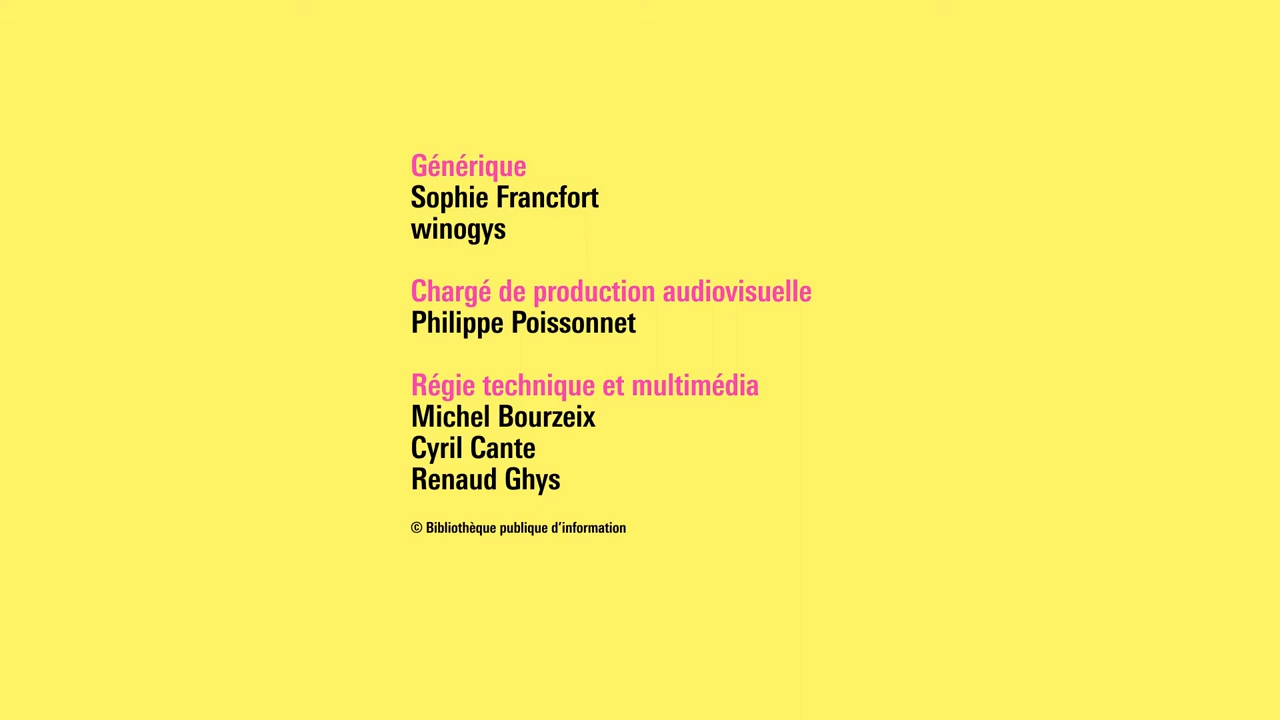 Générique
Sophie Francfort
winogys
Chargé de production audiovisuelle
Philippe Poissonnet
Régie technique et multimédia
Michel Bourzeix
Cyril Cante
Renaud Ghys
© Bibliothèque publique d’information